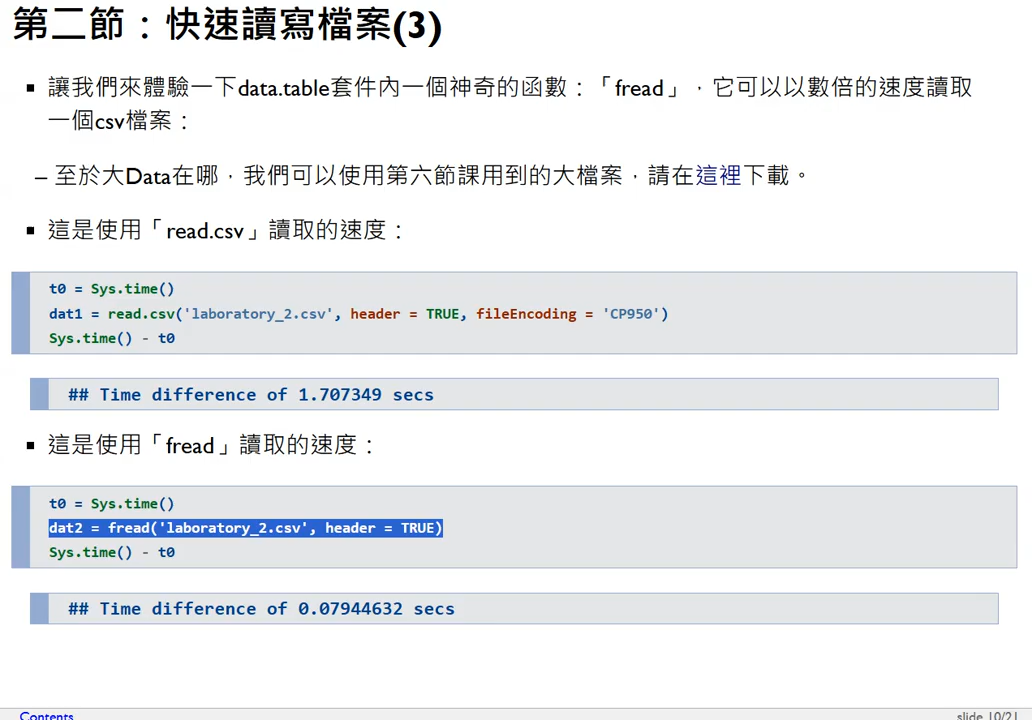 第二節：快速讀寫檔案(3)
▪ 讓我們來體驗一下data.table套件內一個神奇的函數：「fread」，它可以以數倍的速度讀取
一個csv檔案：
– 至於大Data在哪，我們可以使用第六節課用到的大檔案，請在這裡下載。
▪ 這是使用「read.csv」讀取的速度：
t0 = Sys.time()
dat1 = read.csv('laboratory_2.csv', header = TRUE, fileEncoding = 'CP950')
Sys.time() - t0
## Time difference of 1.707349 secs
▪ 這是使用「fread」讀取的速度：
t0 = Sys.time()
dat2 = fread('laboratory_2.csv', header = TRUE)
Sys.time() - t0
## Time difference of 0.07944632 secs
Contents
slide 10/21